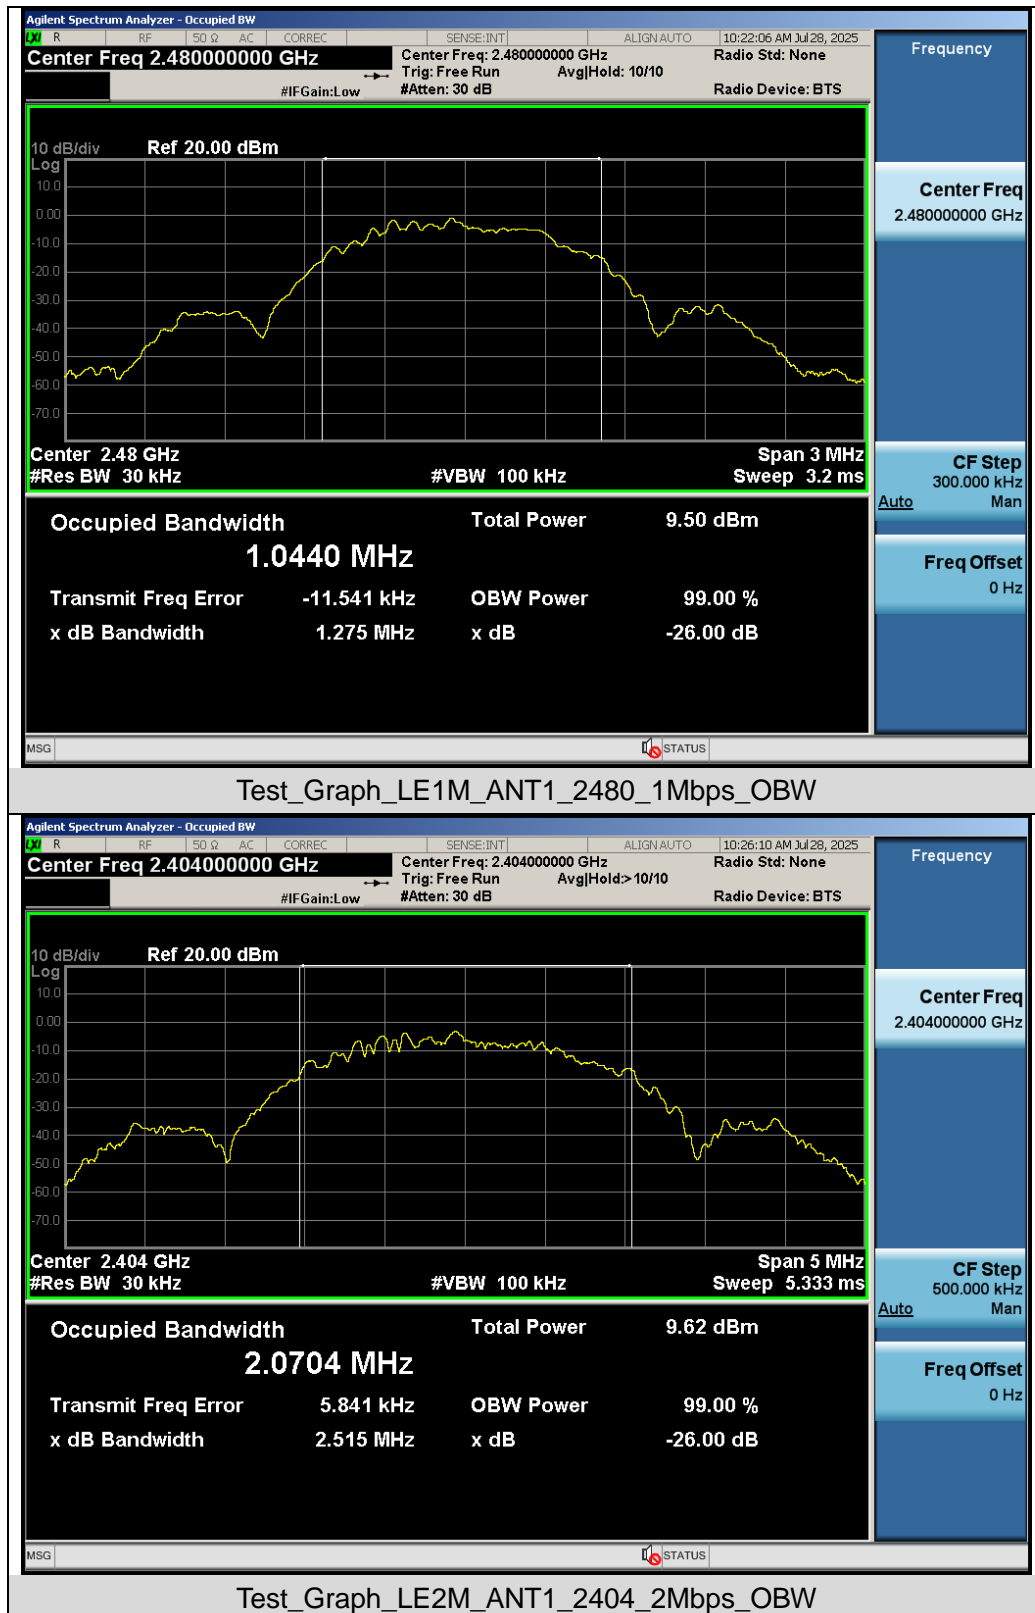 Agilent Spectrum Analyzer - Occupied BW
LXI R RF 50 Ω AC CORREC SENSE:INT ALIGN AUTO 10:22:06 AM Jul 28, 2025
Center Freq 2.480000000 GHz
Center Freq: 2.480000000 GHz
Radio Std: None
Trig: Free Run Avg|Hold: 10/10
#IFGain:Low #Atten: 30 dB Radio Device: BTS
Frequency
10 dB/div Ref 20.00 dBm
Log
10.0
0.00
-10.0
-20.0
-30.0
-40.0
-50.0
-60.0
-70.0
Center Freq
2.480000000 GHz
Center 2.48 GHz Span 3 MHz
#Res BW 30 kHz #VBW 100 kHz Sweep 3.2 ms
CF Step
300.000 kHz
Auto Man
Occupied Bandwidth Total Power 9.50 dBm
1.0440 MHz
Transmit Freq Error -11.541 kHz OBW Power 99.00 %
x dB Bandwidth 1.275 MHz x dB -26.00 dB
Freq Offset
0 Hz
MSG STATUS
Test_Graph_LE1M_ANT1_2480_1Mbps_OBW
Agilent Spectrum Analyzer - Occupied BW
LXI R RF 50 Ω AC CORREC SENSE:INT ALIGN AUTO 10:26:10 AM Jul 28, 2025
Center Freq 2.404000000 GHz
Center Freq: 2.404000000 GHz
Radio Std: None
Trig: Free Run Avg|Hold:>10/10
#IFGain:Low #Atten: 30 dB Radio Device: BTS
Frequency
10 dB/div Ref 20.00 dBm
Log
10.0
0.00
-10.0
-20.0
-30.0
-40.0
-50.0
-60.0
-70.0
Center Freq
2.404000000 GHz
Center 2.404 GHz Span 5 MHz
#Res BW 30 kHz #VBW 100 kHz Sweep 5.333 ms
CF Step
500.000 kHz
Auto Man
Occupied Bandwidth Total Power 9.62 dBm
2.0704 MHz
Transmit Freq Error 5.841 kHz OBW Power 99.00 %
x dB Bandwidth 2.515 MHz x dB -26.00 dB
Freq Offset
0 Hz
MSG STATUS
Test_Graph_LE2M_ANT1_2404_2Mbps_OBW